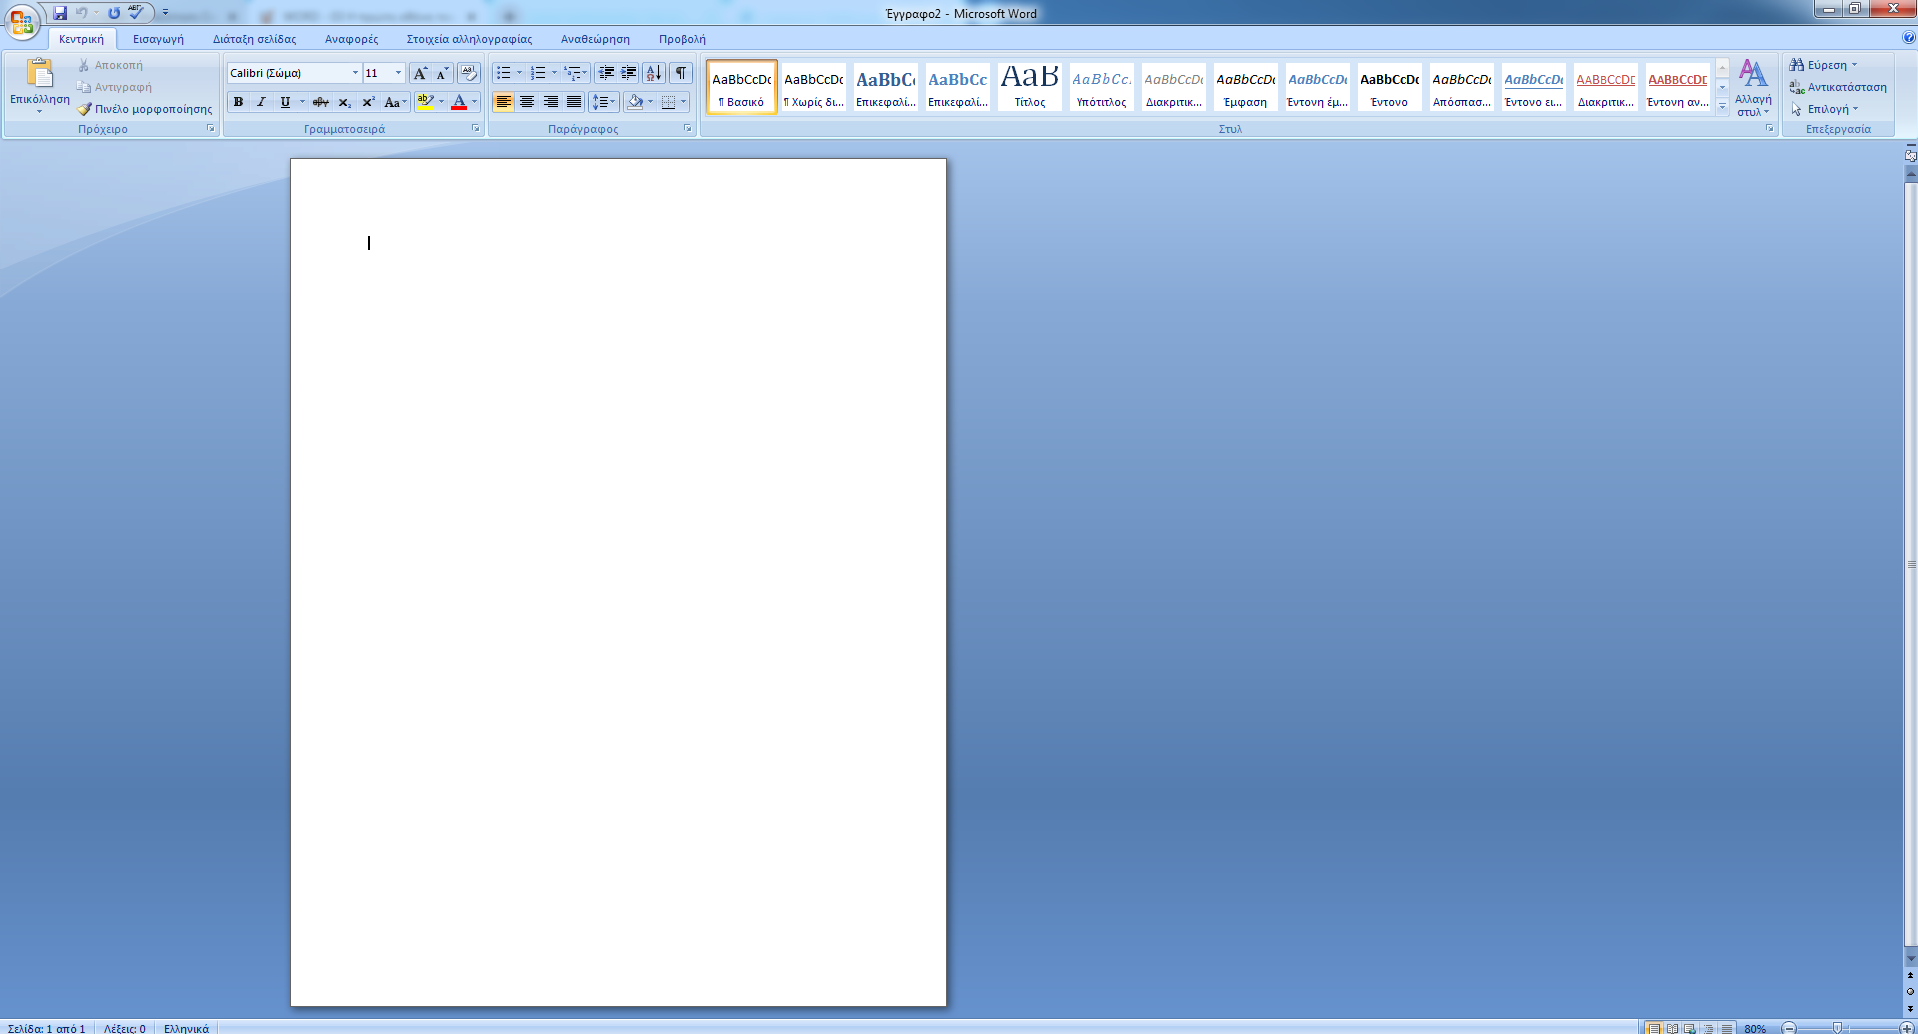 Έγγραφο2 - Microsoft Word
Κεντρική Εισαγωγή Διάταξη σελίδας Αναφορές Στοιχεία αλληλογραφίας Αναθεώρηση Προβολή
Επικόλληση
Αποκοπή
Αντιγραφή
Πινέλο μορφοποίησης
Πρόχειρο
Calibri (Σώμα) 11
Γραμματοσειρά
Παράγραφος
AaBbCcDc AaBbCcDc AaBbC AaBbCc AaB AaBbCc. AaBbCcDc AaBbCcDc AaBbCcDc AaBbCcDc AaBbCcDc AaBbCcDc AABBCCDD AABBCCDD
¶ Βασικό ¶ Χωρίς δι... Επικεφαλί... Επικεφαλί... Τίτλος Υπότιτλος Διακριτικ... Έμφαση Έντονη έμ... Έντονο Απόσπασ... Έντονο ει... Διακριτικ... Έντονη αν...
Αλλαγή
στυλ
Στυλ
Εύρεση
Αντικατάσταση
Επιλογή
Επεξεργασία
Σελίδα: 1 από 1 Λέξεις: 0 Ελληνικά 80%